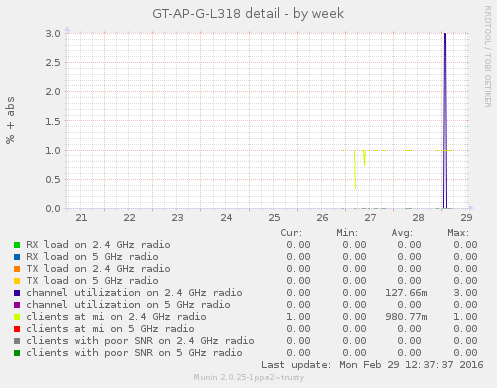 GT-AP-G-L318 detail - by week
RRDTOOL / TOBI OETIKER
% + abs
3.0
2.5
2.0
1.5
1.0
0.5
0.0
21 22 23 24 25 26 27 28 29
Cur: Min: Avg: Max:
RX load on 2.4 GHz radio 0.00 0.00 0.00 0.00
RX load on 5 GHz radio 0.00 0.00 0.00 0.00
TX load on 2.4 GHz radio 0.00 0.00 0.00 0.00
TX load on 5 GHz radio 0.00 0.00 0.00 0.00
channel utilization on 2.4 GHz radio 0.00 0.00 127.66m 3.00
channel utilization on 5 GHz radio 0.00 0.00 0.00 0.00
clients at mi on 2.4 GHz radio 1.00 0.00 980.77m 1.00
clients at mi on 5 GHz radio 0.00 0.00 0.00 0.00
clients with poor SNR on 2.4 GHz radio 0.00 0.00 0.00 0.00
clients with poor SNR on 5 GHz radio 0.00 0.00 0.00 0.00
Last update: Mon Feb 29 12:37:37 2016
Munin 2.0.25-1ppa2~trusty